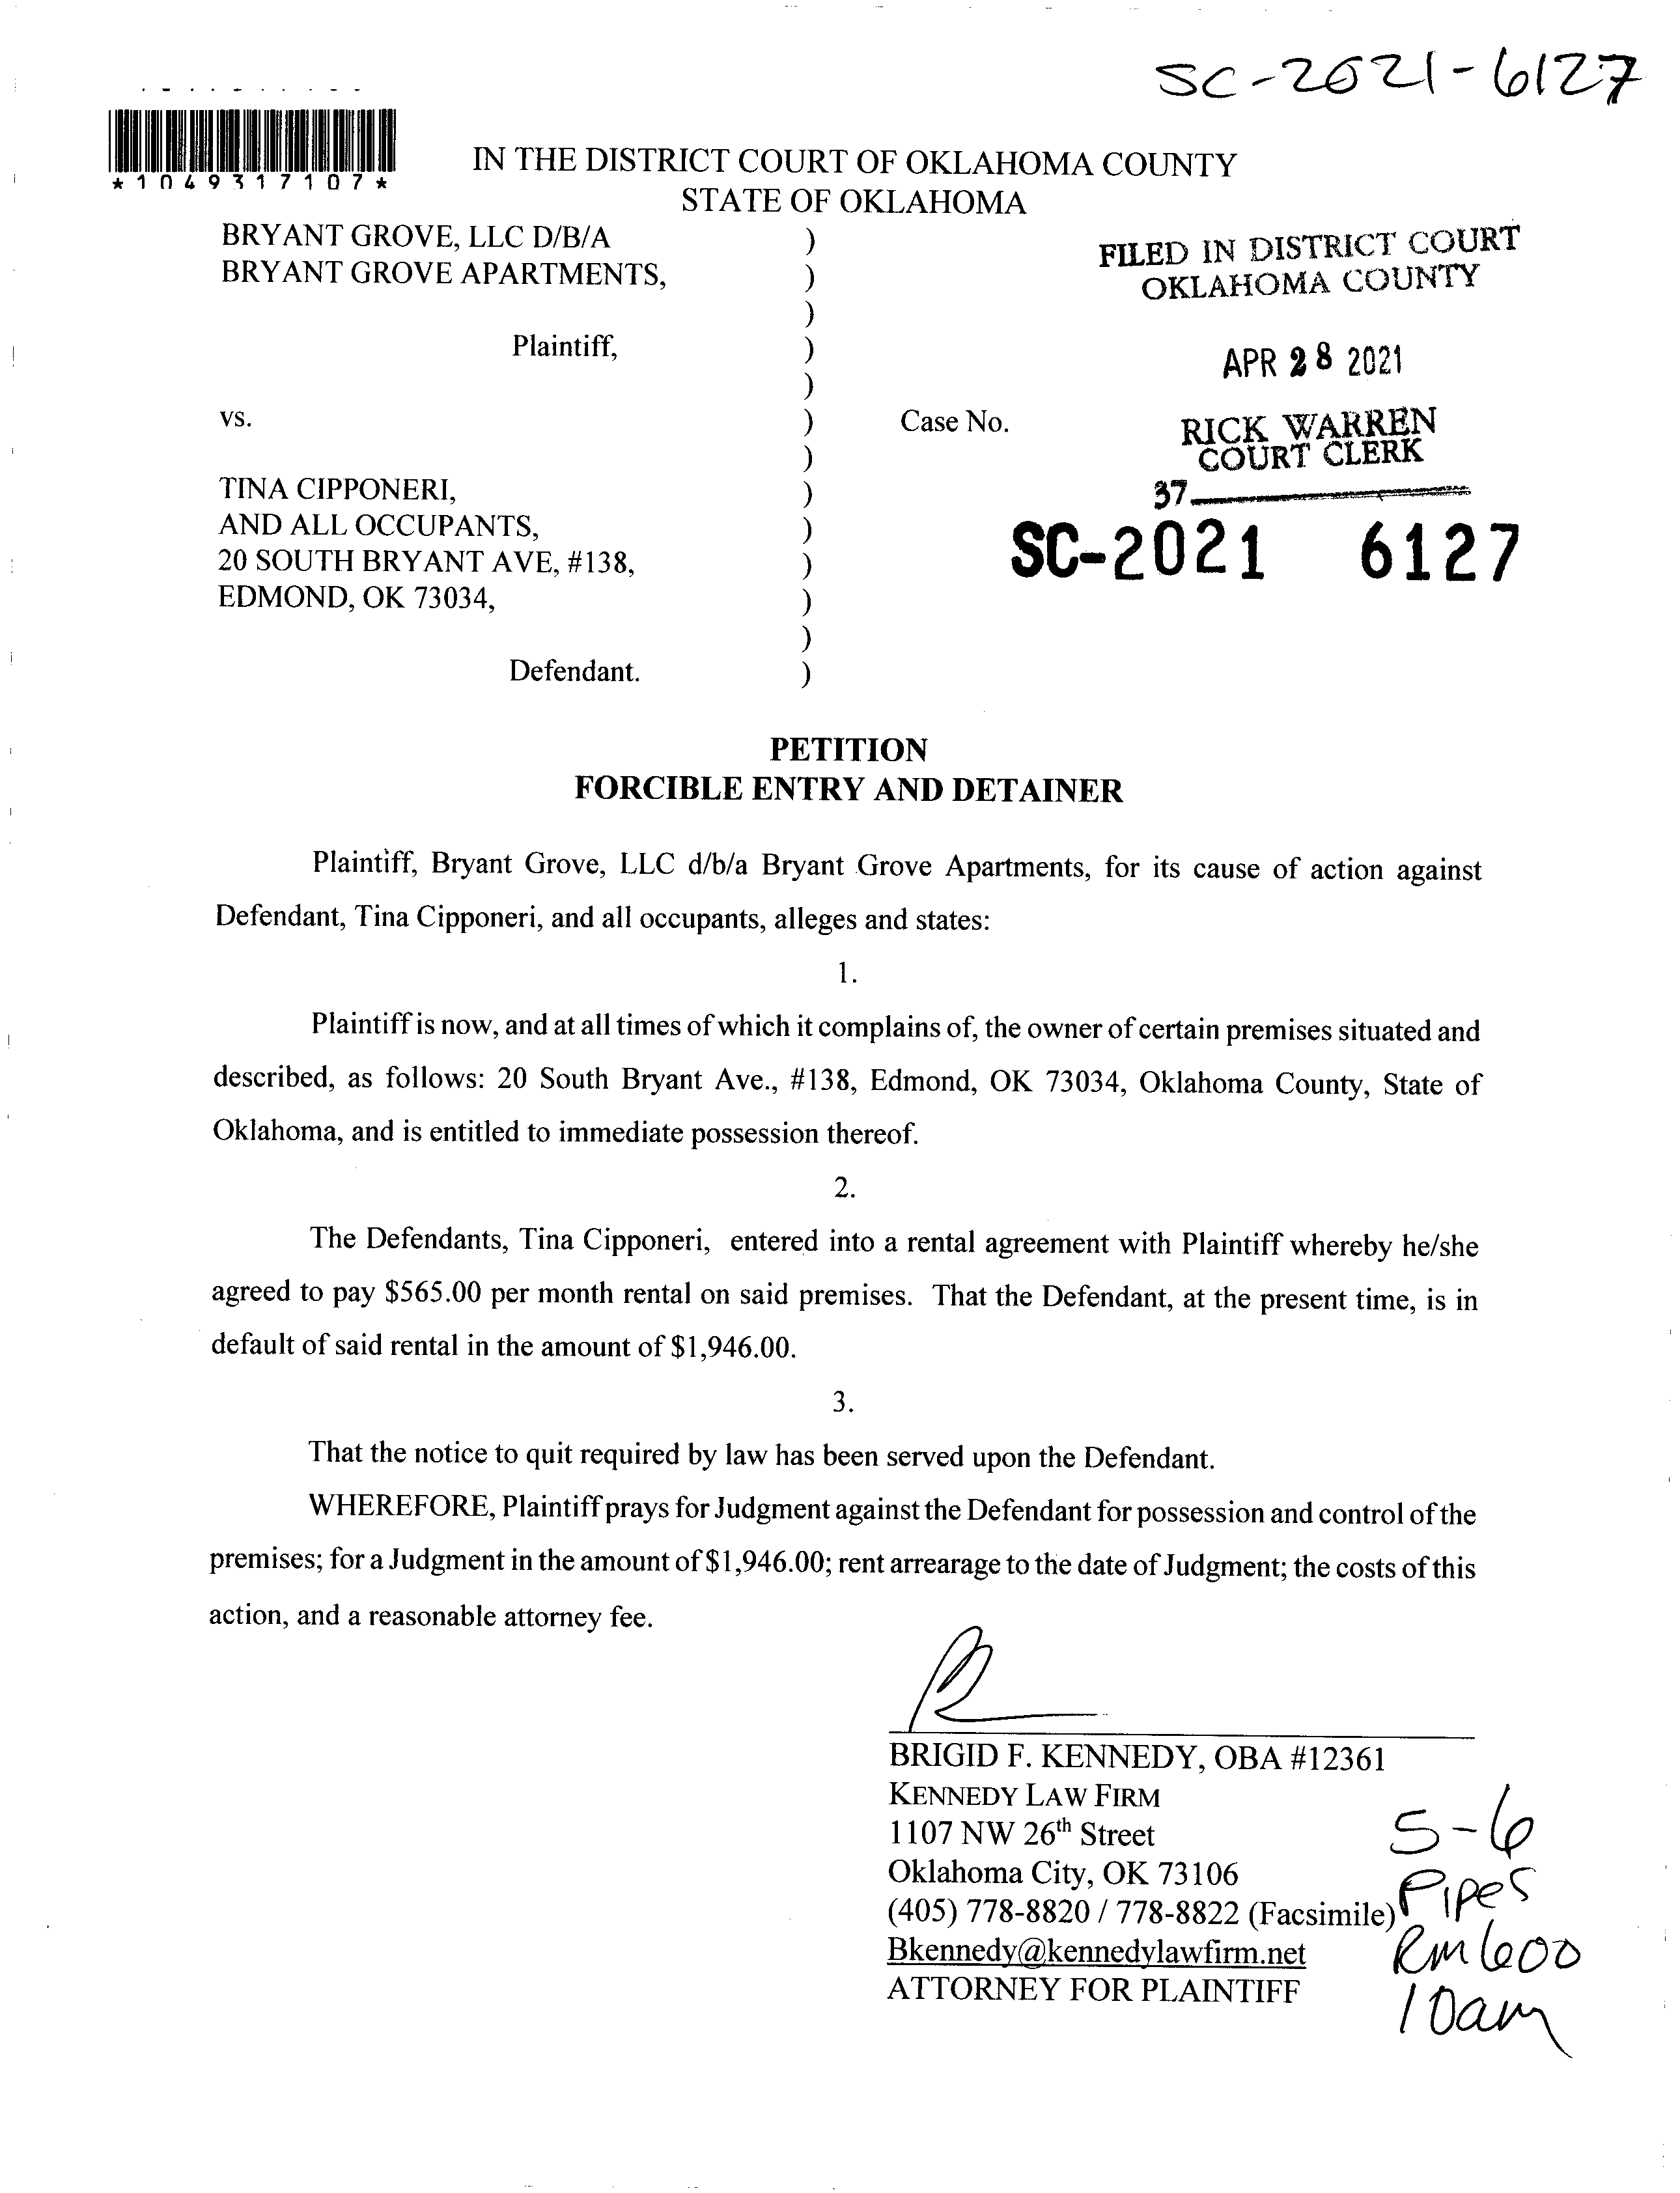 SC-2021-6127
*1049317107*
IN THE DISTRICT COURT OF OKLAHOMA COUNTY
STATE OF OKLAHOMA
BRYANT GROVE, LLC D/B/A )
BRYANT GROVE APARTMENTS, )
)
Plaintiff, )
)
vs. )
)
TINA CIPPONERI, )
AND ALL OCCUPANTS, )
20 SOUTH BRYANT AVE, #138, )
EDMOND, OK 73034, )
)
Defendant. )
FILED IN DISTRICT COURT
OKLAHOMA COUNTY
APR 28 2021
Case No.
RICK WARREN
COURT CLERK
37
SC-2021 6127
PETITION
FORCIBLE ENTRY AND DETAINER
Plaintiff, Bryant Grove, LLC d/b/a Bryant Grove Apartments, for its cause of action against
Defendant, Tina Cipponeri, and all occupants, alleges and states:
1.
Plaintiff is now, and at all times of which it complains of, the owner of certain premises situated and
described, as follows: 20 South Bryant Ave., #138, Edmond, OK 73034, Oklahoma County, State of
Oklahoma, and is entitled to immediate possession thereof.
2.
The Defendants, Tina Cipponeri, entered into a rental agreement with Plaintiff whereby he/she
agreed to pay $565.00 per month rental on said premises. That the Defendant, at the present time, is in
default of said rental in the amount of $1,946.00.
3.
That the notice to quit required by law has been served upon the Defendant.
WHEREFORE, Plaintiff prays for Judgment against the Defendant for possession and control of the
premises; for a Judgment in the amount of $1,946.00; rent arrearage to the date of Judgment; the costs of this
action, and a reasonable attorney fee.
BRIGID F. KENNEDY, OBA #12361
KENNEDY LAW FIRM
1107 NW 26th Street
Oklahoma City, OK 73106
(405) 778-8820 / 778-8822 (Facsimile)
Bkennedy@kennedylawfirm.net
ATTORNEY FOR PLAINTIFF
5-6
Pipes
Rm 600
10am